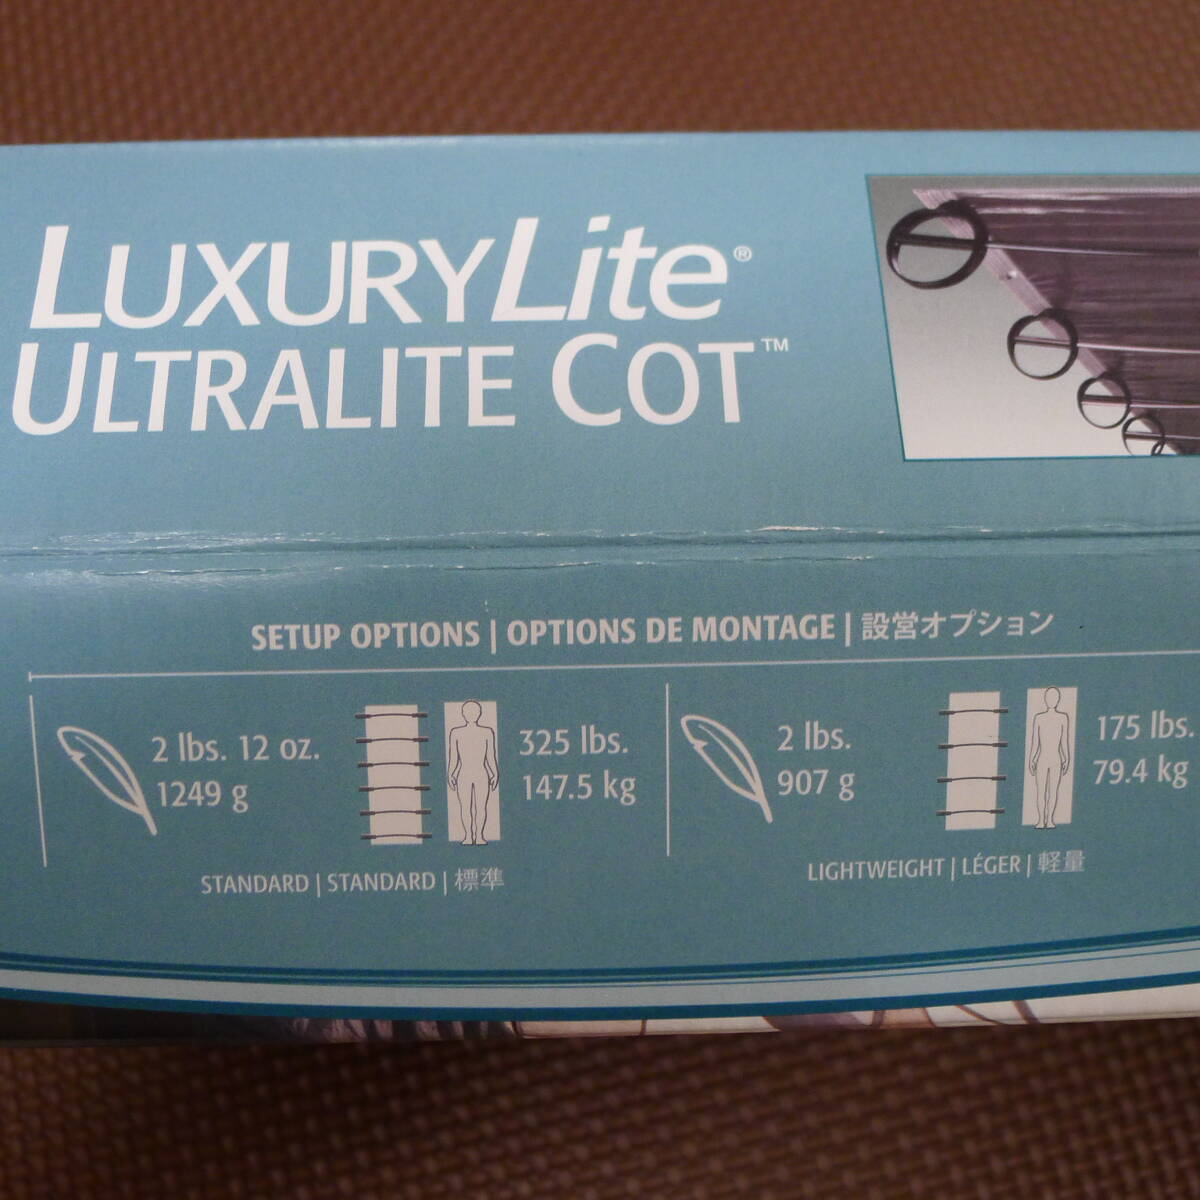 LUXURYLite®
ULTRALITE COT™
SETUP OPTIONS | OPTIONS DE MONTAGE | 設営オプション
2 lbs. 12 oz.
1249 g
325 lbs.
147.5 kg
STANDARD | STANDARD | 標準
2 lbs.
907 g
175 lbs.
79.4 kg
LIGHTWEIGHT | LÉGER | 軽量